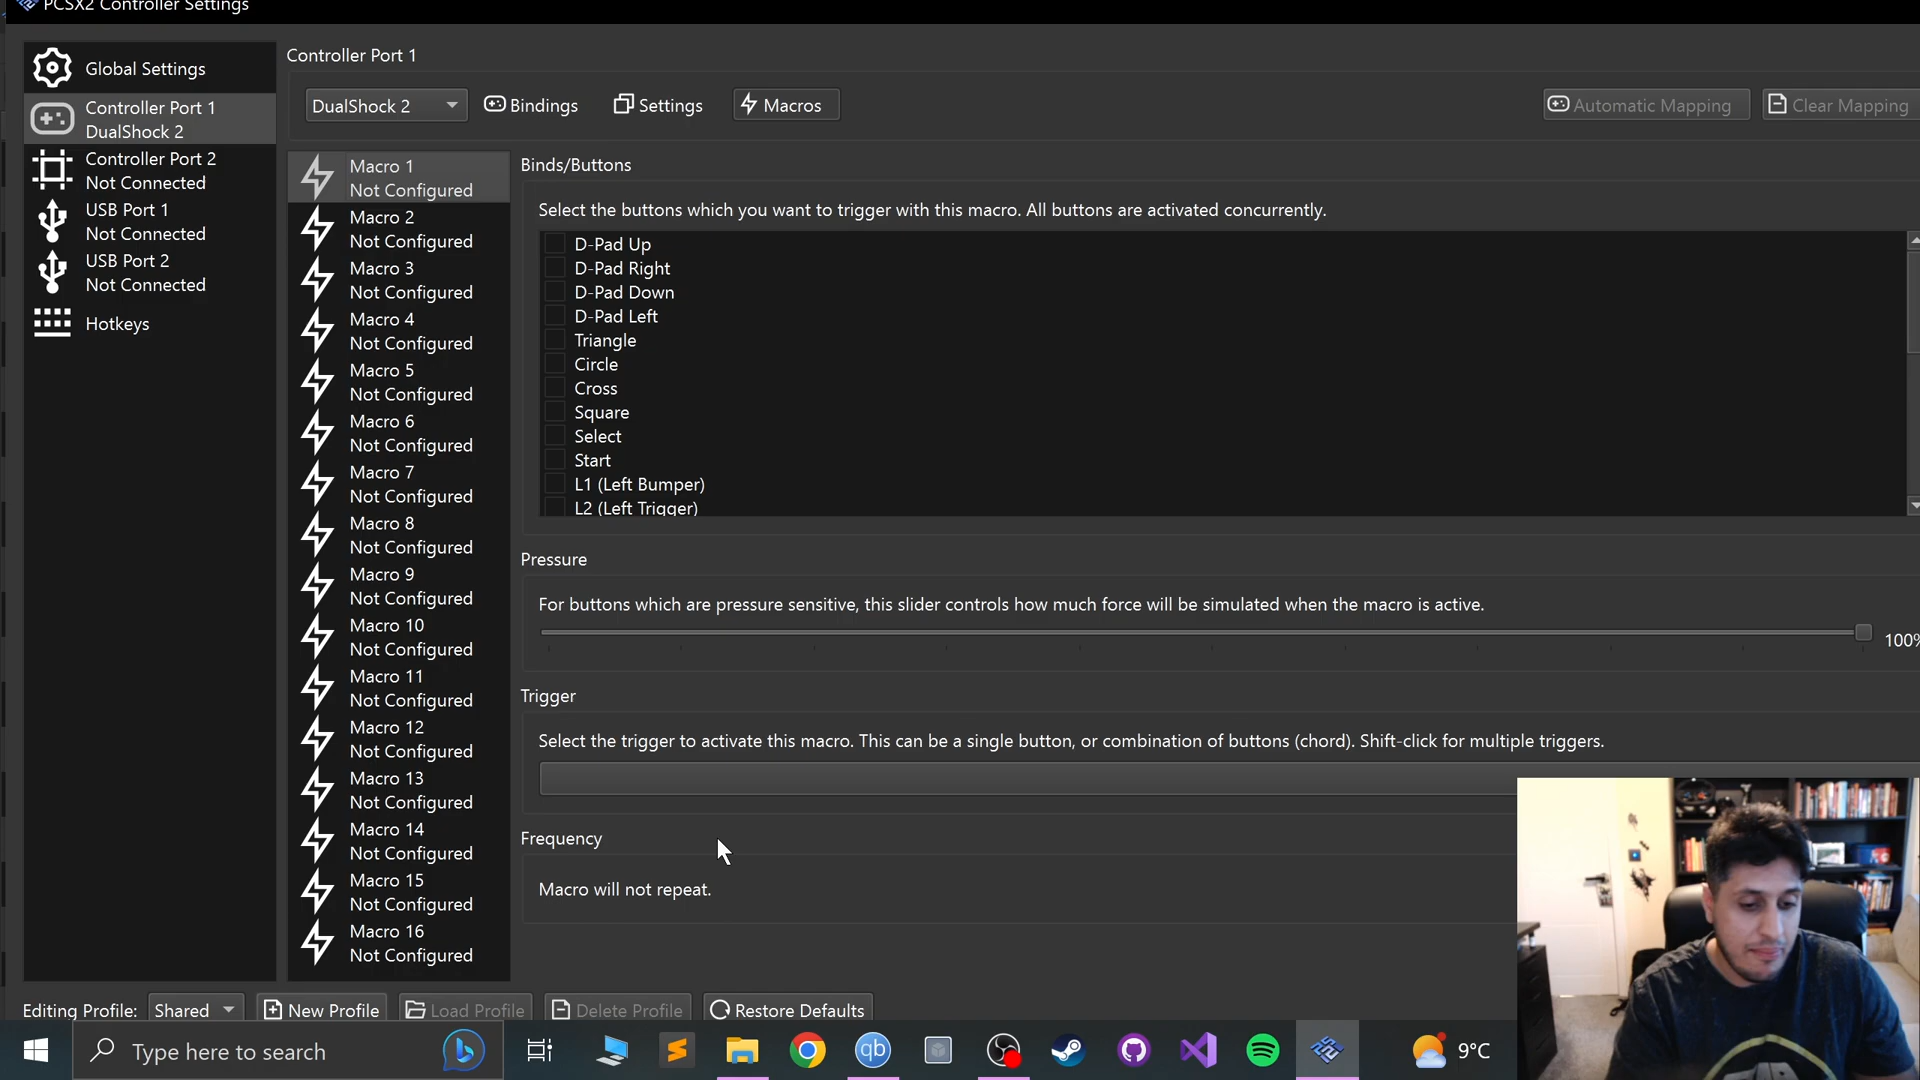 PCSX2 Controller Settings
Global Settings
Controller Port 1
DualShock 2
Controller Port 2
Not Connected
USB Port 1
Not Connected
USB Port 2
Not Connected
Hotkeys
Controller Port 1
DualShock 2
Bindings
Settings
Macros
Automatic Mapping
Clear Mapping
Macro 1
Not Configured
Macro 2
Not Configured
Macro 3
Not Configured
Macro 4
Not Configured
Macro 5
Not Configured
Macro 6
Not Configured
Macro 7
Not Configured
Macro 8
Not Configured
Macro 9
Not Configured
Macro 10
Not Configured
Macro 11
Not Configured
Macro 12
Not Configured
Macro 13
Not Configured
Macro 14
Not Configured
Macro 15
Not Configured
Macro 16
Not Configured
Binds/Buttons
Select the buttons which you want to trigger with this macro. All buttons are activated concurrently.
D-Pad Up
D-Pad Right
D-Pad Down
D-Pad Left
Triangle
Circle
Cross
Square
Select
Start
L1 (Left Bumper)
L2 (Left Trigger)
Pressure
For buttons which are pressure sensitive, this slider controls how much force will be simulated when the macro is active.
100%
Trigger
Select the trigger to activate this macro. This can be a single button, or combination of buttons (chord). Shift-click for multiple triggers.
Frequency
Macro will not repeat.
Editing Profile:
Shared
New Profile
Load Profile
Delete Profile
Restore Defaults
Type here to search
qb
9°C